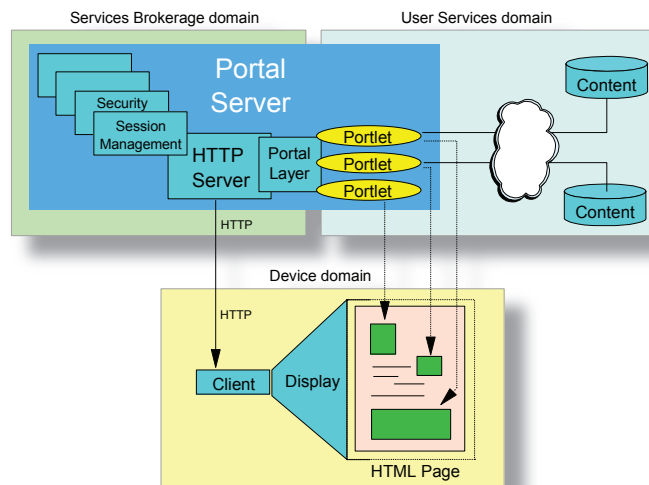 Services Brokerage domain
User Services domain
Portal
Server
Security
Session
Management
HTTP
Server
Portal
Layer
Portlet
Portlet
Portlet
Content
Content
HTTP
Device domain
HTTP
Client
Display
HTML Page